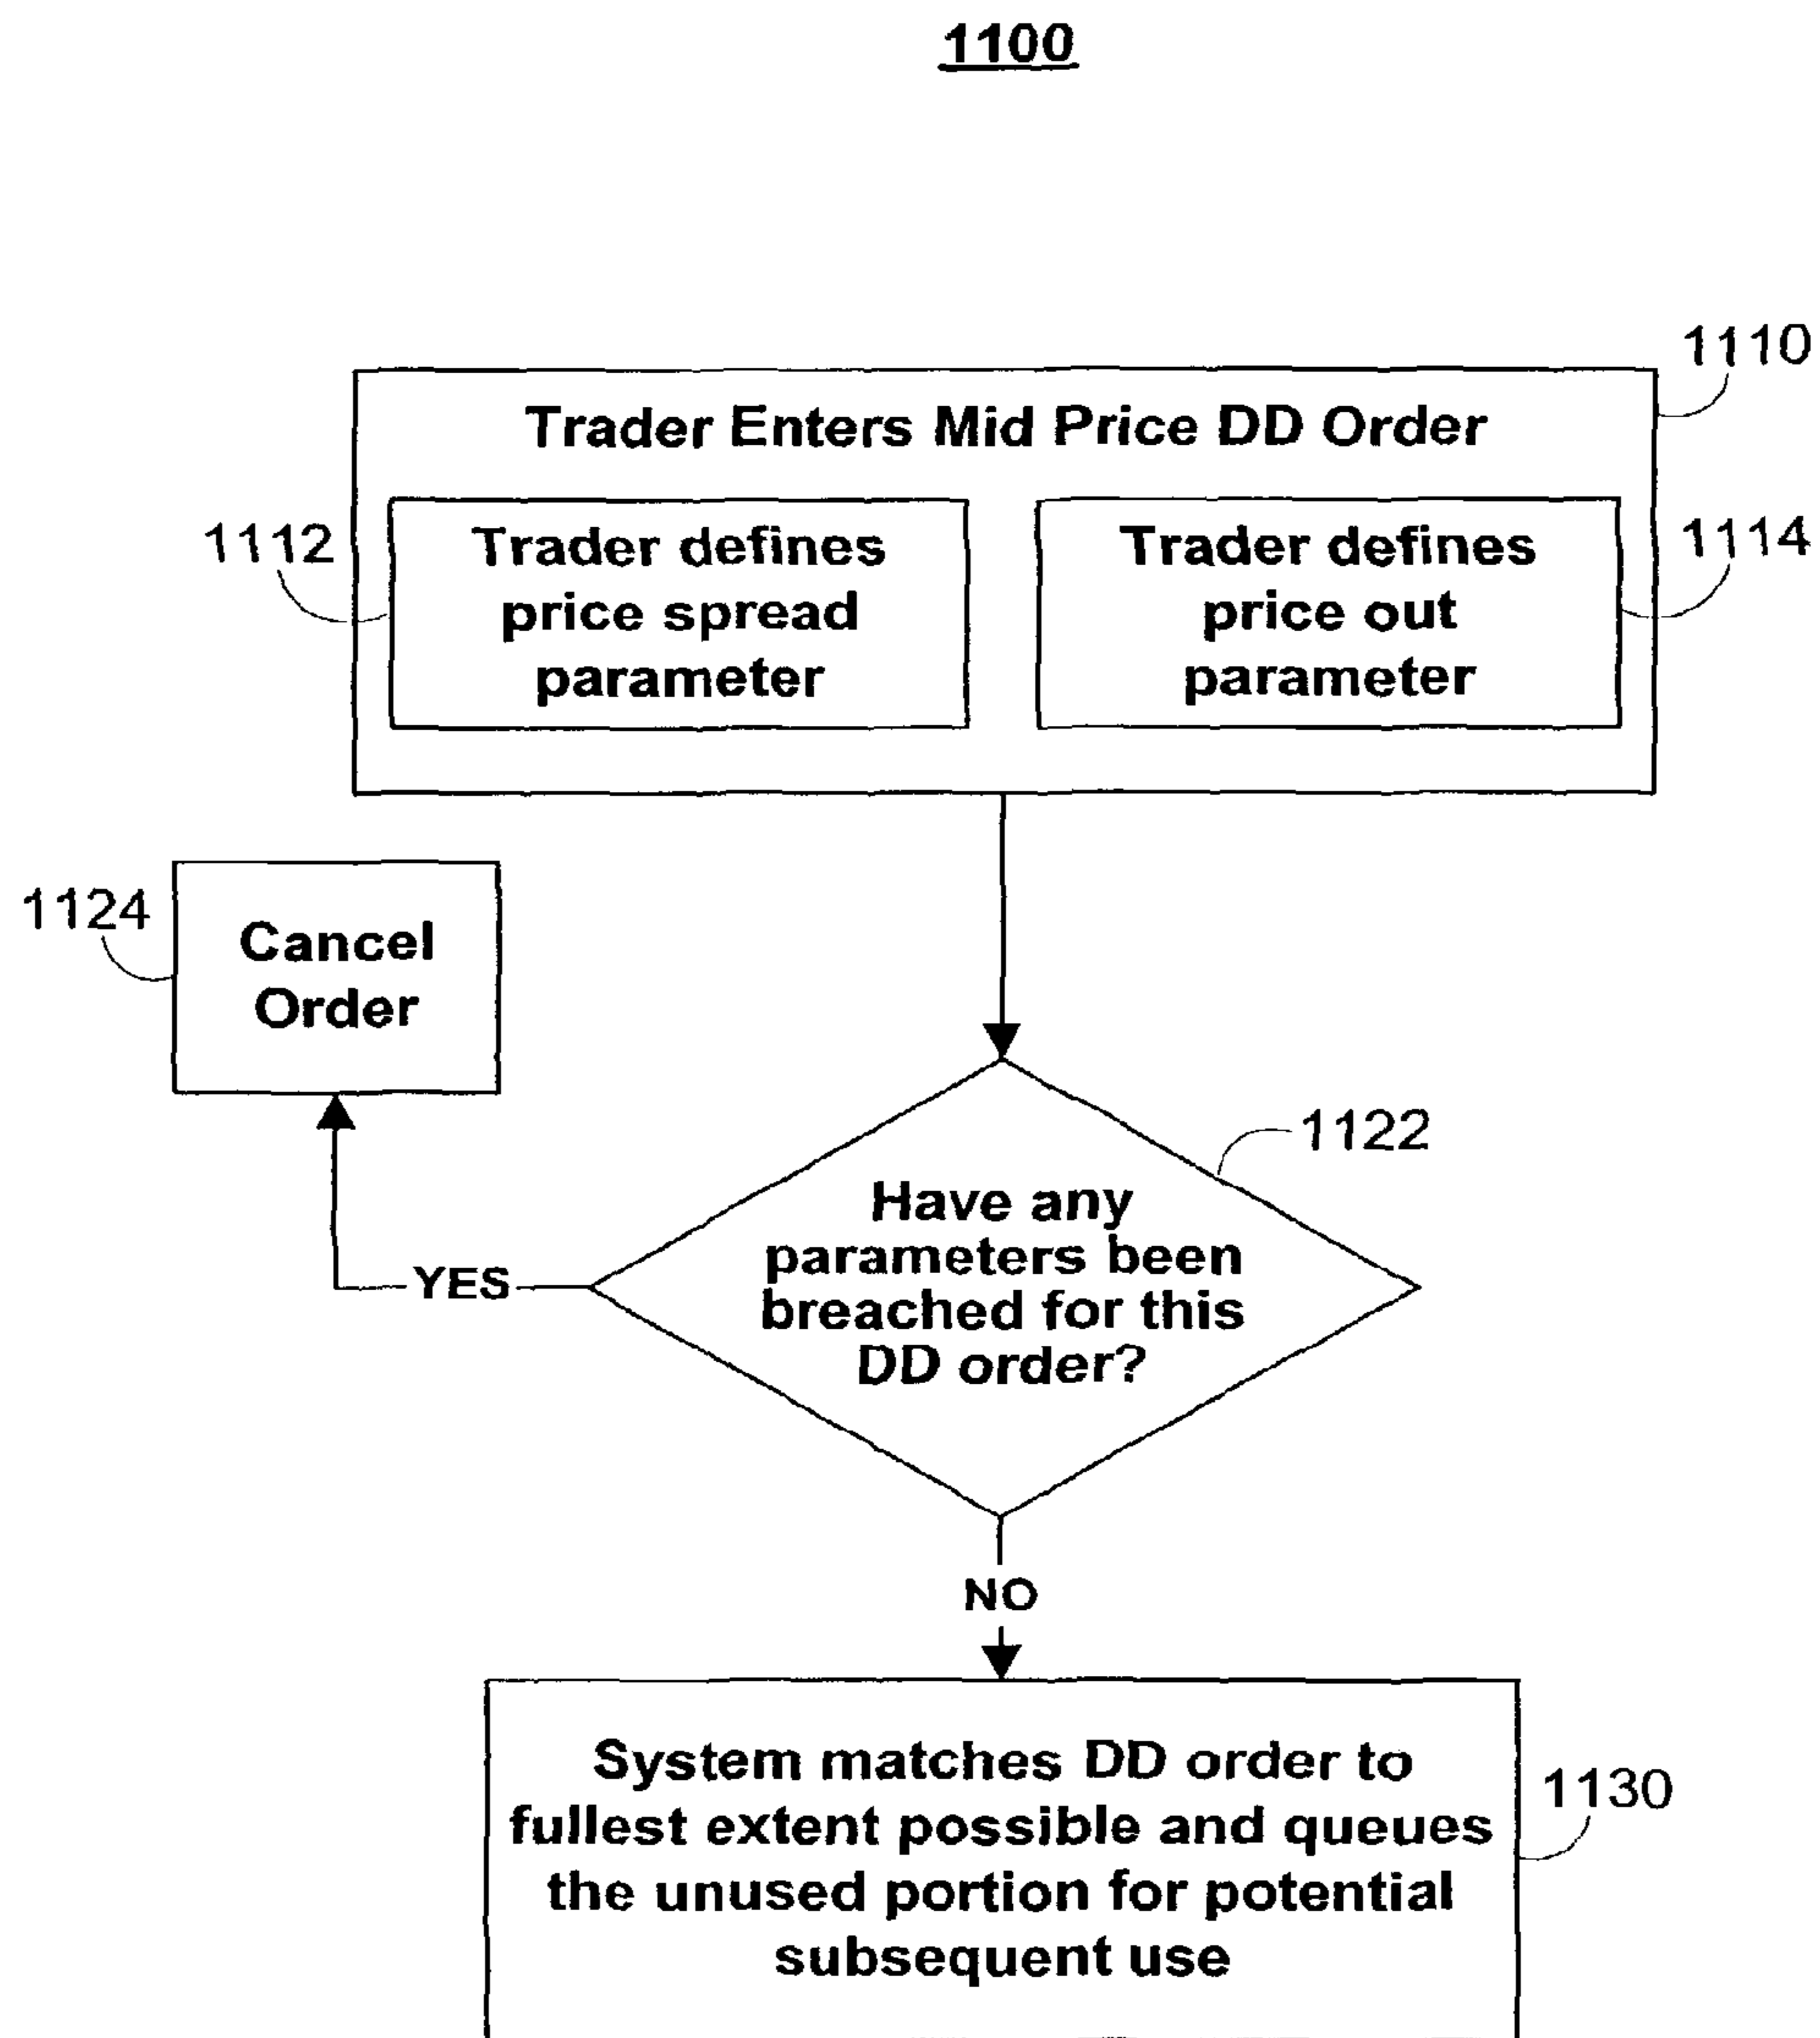 1100
1110
Trader Enters Mid Price DD Order
1112
Trader defines
price spread
parameter
Trader defines
price out
parameter
1114
1124
Cancel
Order
1122
Have any
parameters been
breached for this
DD order?
YES
NO
System matches DD order to
fullest extent possible and queues
the unused portion for potential
subsequent use
1130